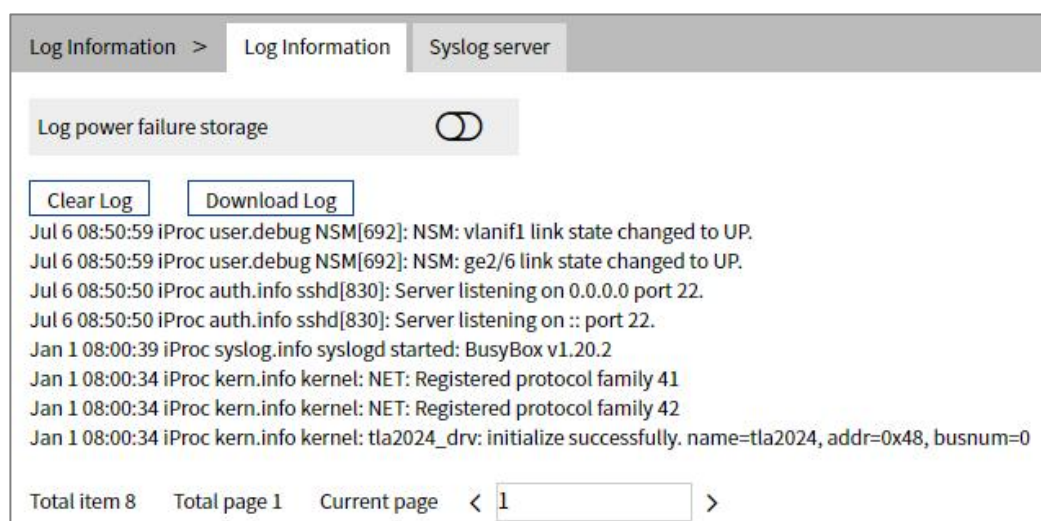 Log Information > Log Information Syslog server
Log power failure storage
Clear Log Download Log
Jul 6 08:50:59 iProc user.debug NSM[692]: NSM: vlanif1 link state changed to UP.
Jul 6 08:50:59 iProc user.debug NSM[692]: NSM: ge2/6 link state changed to UP.
Jul 6 08:50:50 iProc auth.info sshd[830]: Server listening on 0.0.0.0 port 22.
Jul 6 08:50:50 iProc auth.info sshd[830]: Server listening on :: port 22.
Jan 1 08:00:39 iProc syslog.info syslogd started: BusyBox v1.20.2
Jan 1 08:00:34 iProc kern.info kernel: NET: Registered protocol family 41
Jan 1 08:00:34 iProc kern.info kernel: NET: Registered protocol family 42
Jan 1 08:00:34 iProc kern.info kernel: tla2024_drv: initialize successfully. name=tla2024, addr=0x48, busnum=0
Total item 8 Total page 1 Current page < 1 >